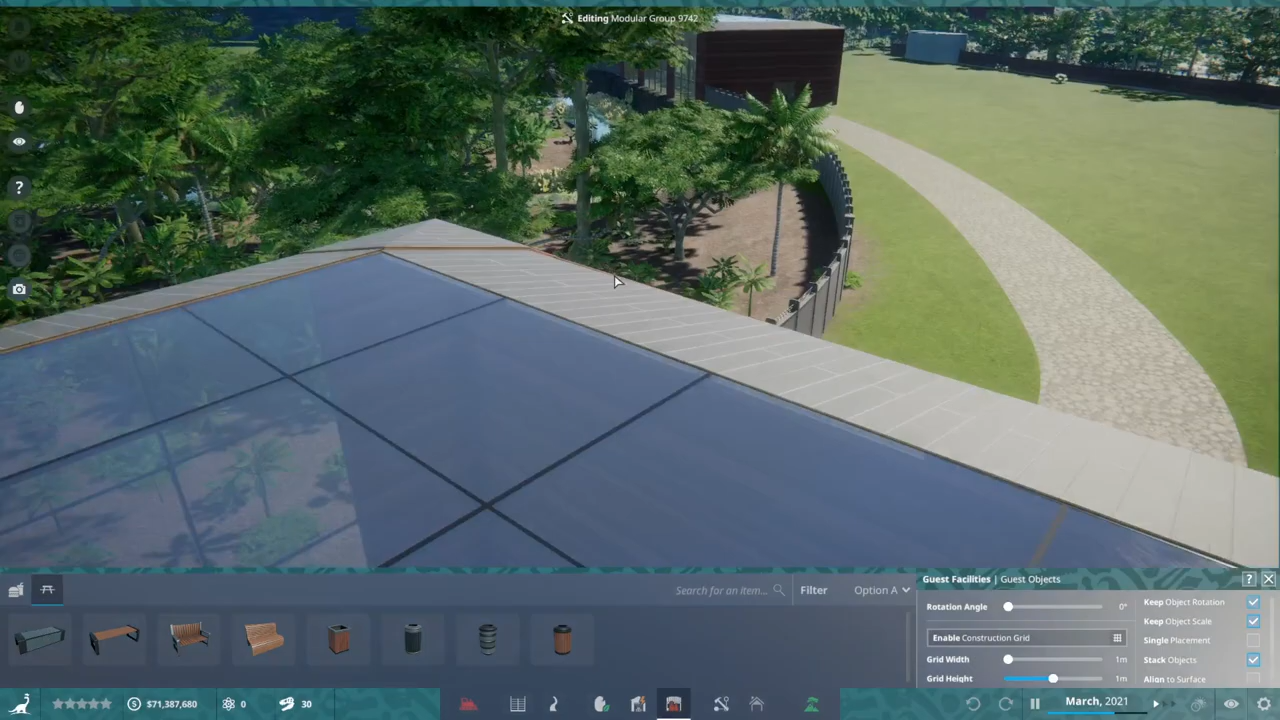 Editing Modular Group 9742
?
Search for an item...
Filter
Option A
Guest Facilities | Guest Objects
?
Rotation Angle
0°
Keep Object Rotation
Keep Object Scale
Enable Construction Grid
Single Placement
Grid Width
1m
Stack Objects
Grid Height
1m
Align to Surface
$71,387,680
0
30
March, 2021